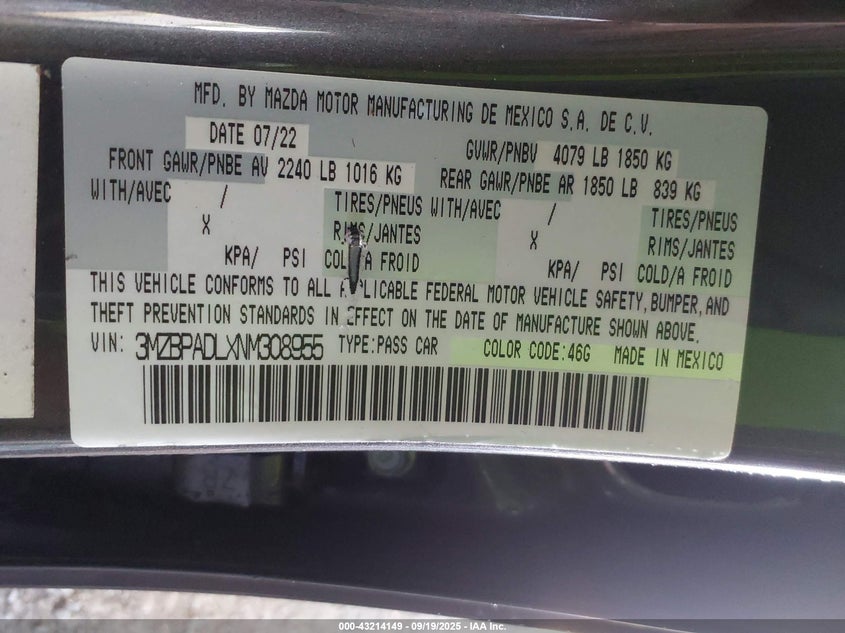 MFD. BY MAZDA MOTOR MANUFACTURING DE MEXICO S.A. DE C.V.
DATE 07/22 GVWR/PNBV 4079 LB 1850 KG
FRONT GAWR/PNBE AV 2240 LB 1016 KG REAR GAWR/PNBE AR 1850 LB 839 KG
WITH/AVEC / TIRES/PNEUS WITH/AVEC / TIRES/PNEUS
X RIMS/JANTES X RIMS/JANTES
KPA/ PSI COLD/A FROID KPA/ PSI COLD/A FROID
THIS VEHICLE CONFORMS TO ALL APPLICABLE FEDERAL MOTOR VEHICLE SAFETY, BUMPER, AND
THEFT PREVENTION STANDARDS IN EFFECT ON THE DATE OF MANUFACTURE SHOWN ABOVE.
VIN: 3MZBPADLXNM308955 TYPE:PASS CAR COLOR CODE:46G MADE IN MEXICO
000-43214149 - 09/19/2025 - IAA Inc.